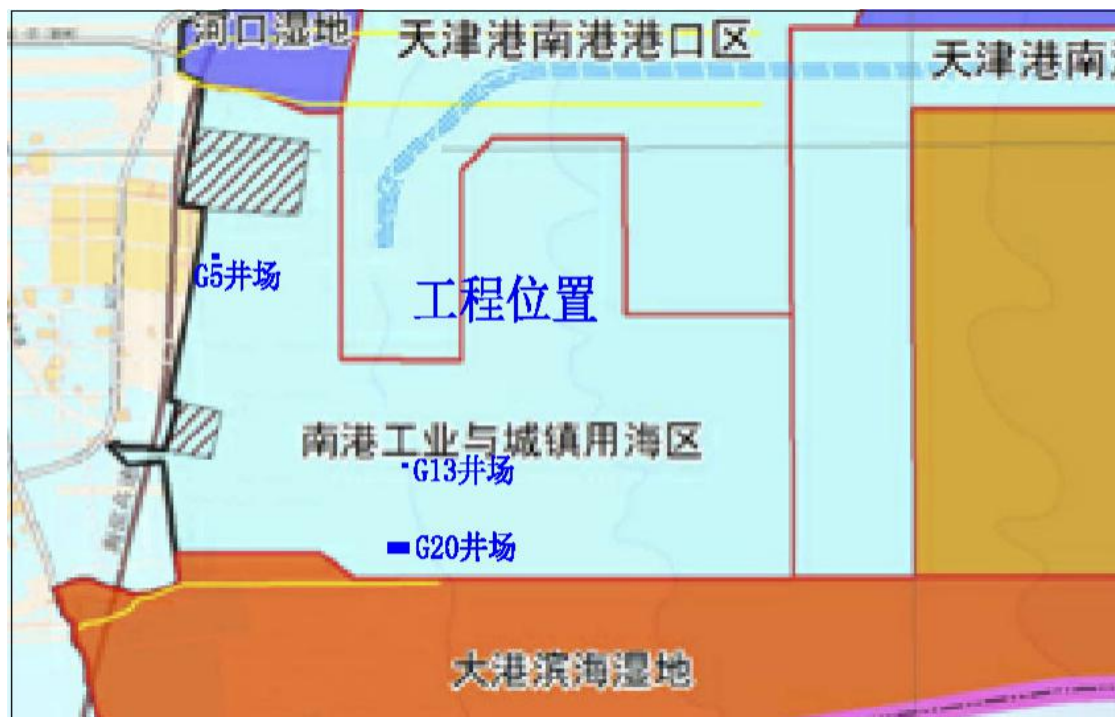 河口湿地
天津港南港港口区
天津港南
G5井场
工程位置
南港工业与城镇用海区
G13井场
G20井场
大港滨海湿地